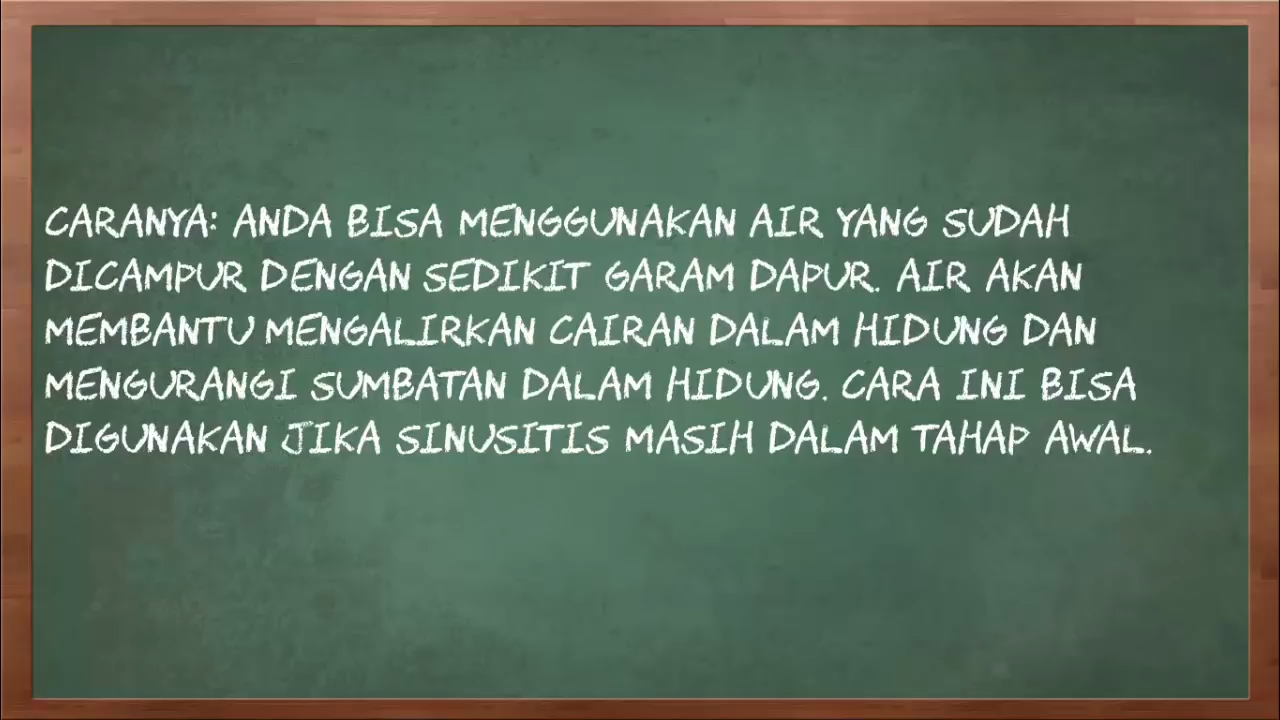 CARANYA: ANDA BISA MENGGUNAKAN AIR YANG SUDAH
DICAMPUR DENGAN SEDIKIT GARAM DAPUR. AIR AKAN
MEMBANTU MENGALIRKAN CAIRAN DALAM HIDUNG DAN
MENGURANGI SUMBATAN DALAM HIDUNG. CARA INI BISA
DIGUNAKAN JIKA SINUSITIS MASIH DALAM TAHAP AWAL.